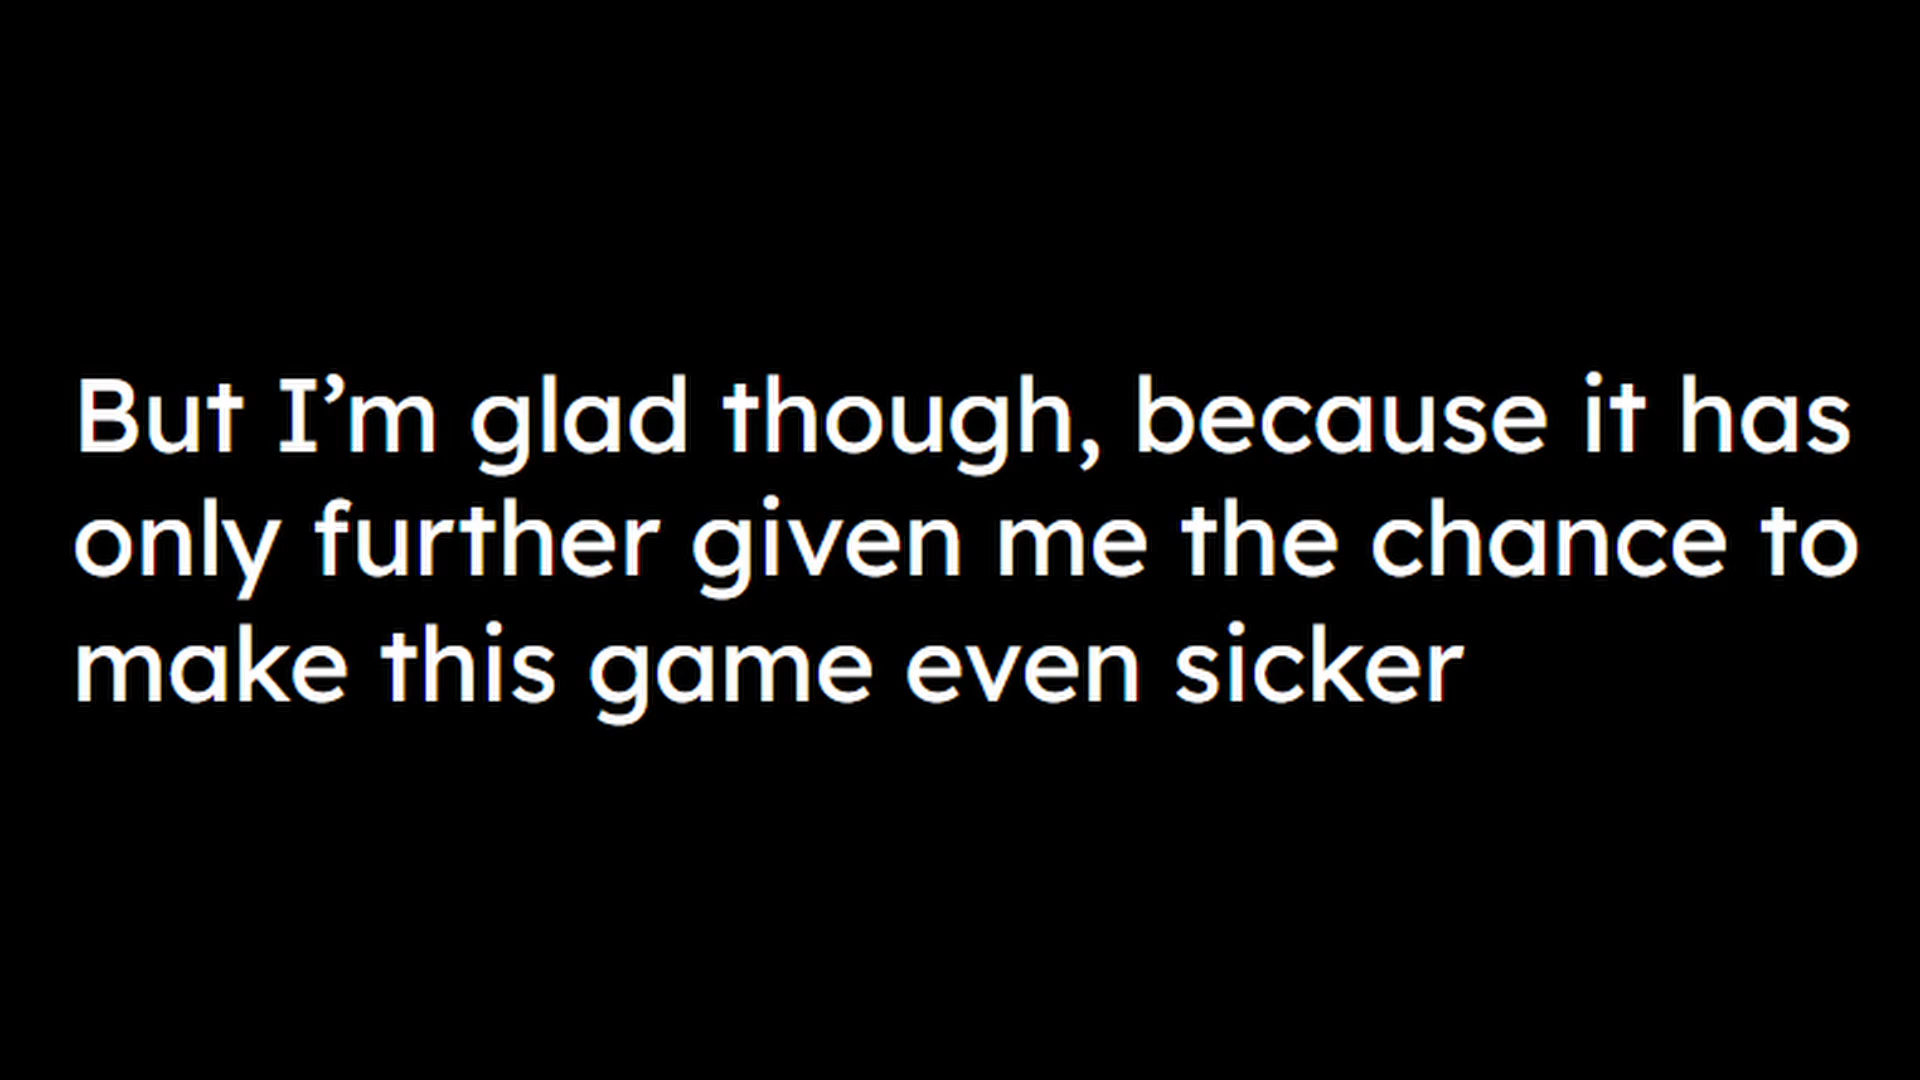 But I’m glad though, because it has
only further given me the chance to
make this game even sicker